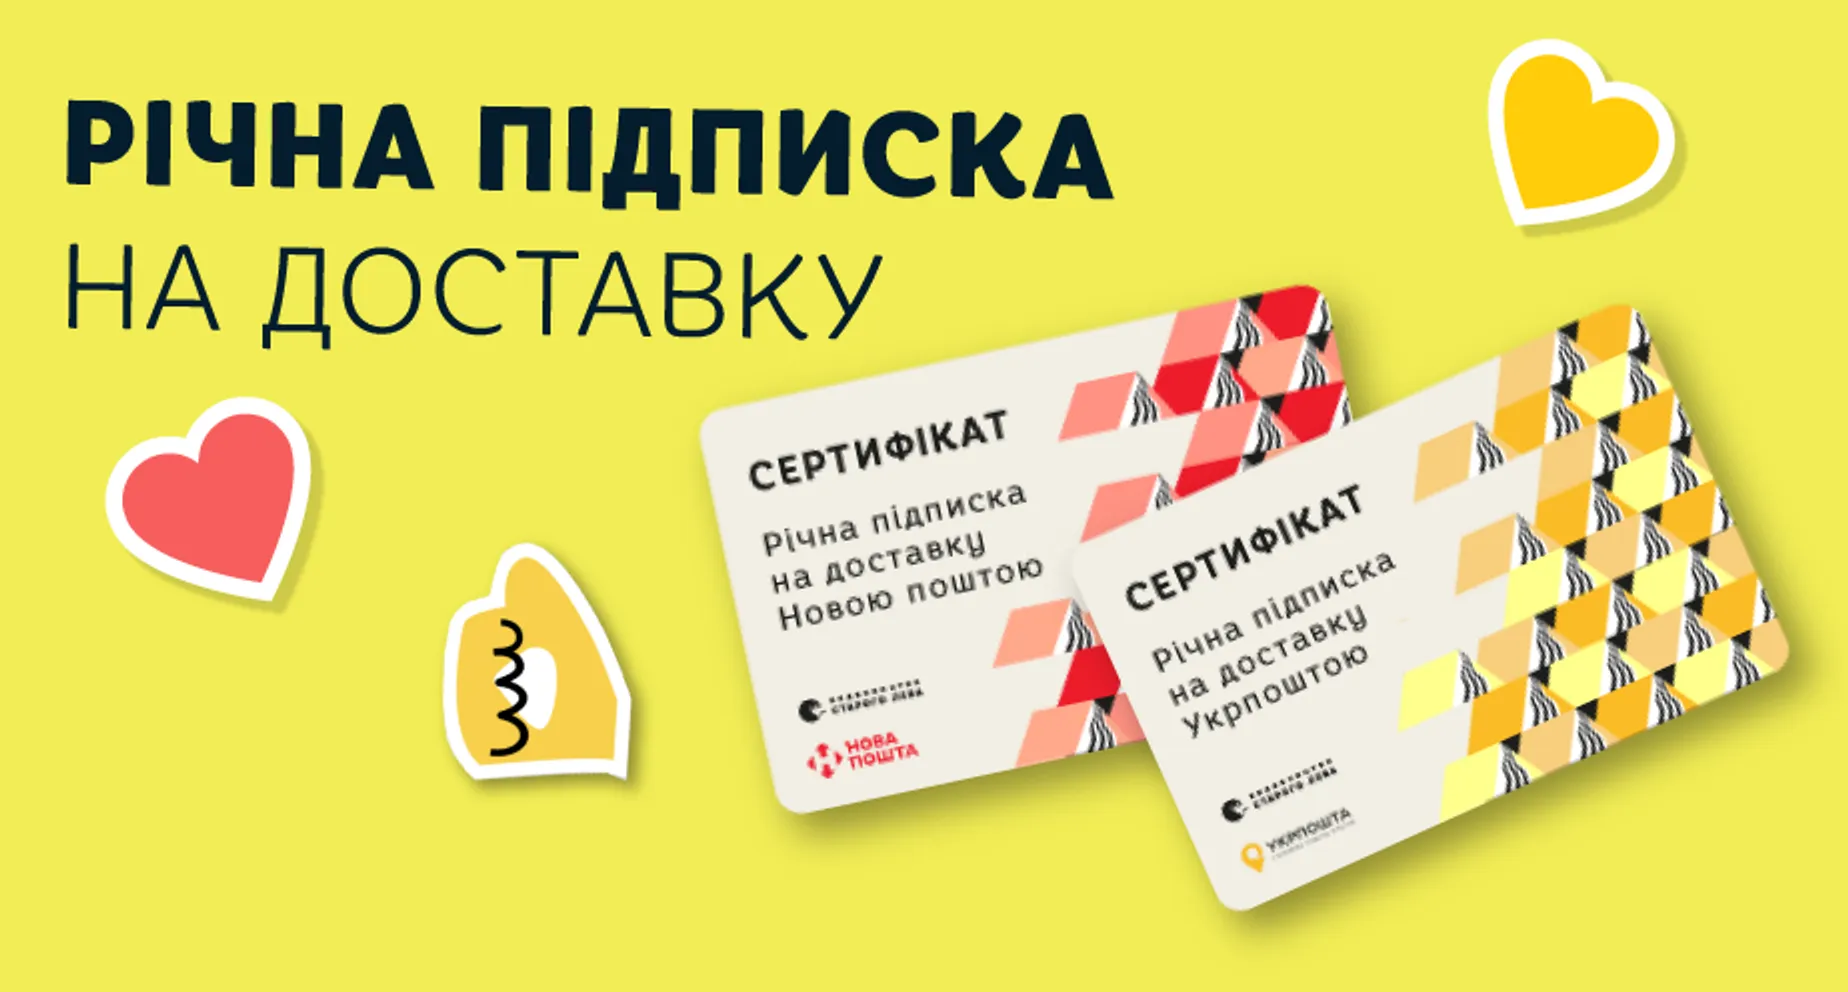 РІЧНА ПІДПИСКА
НА ДОСТАВКУ
СЕРТИФІКАТ
Річна підписка
на доставку
Новою поштою
ВИДАВНИЦТВО
СТАРОГО ЛЕВА
НОВА
ПОШТА
СЕРТИФІКАТ
Річна підписка
на доставку
Укрпоштою
ВИДАВНИЦТВО
СТАРОГО ЛЕВА
УКРПОШТА